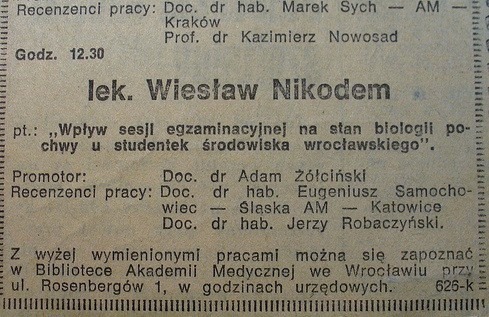 Recenzenci pracy: Doc. dr hab. Marek Sych — AM —
Kraków
Prof. dr Kazimierz Nowosad
Godz. 12.30
lek. Wiesław Nikodem
pt.: „Wpływ sesji egzaminacyjnej na stan biologii po-
chwy u studentek środowiska wrocławskiego".
Promotor: Doc. dr Adam Żółciński
Recenzenci pracy: Doc. dr hab. Eugeniusz Samocho-
wiec — Śląska AM — Katowice
Doc. dr hab. Jerzy Robaczyński.
Z wyżej wymienionymi pracami można się zapoznać
w Bibliotece Akademii Medycznej we Wrocławiu przy
ul. Rosenbergów 1, w godzinach urzędowych. 626-k